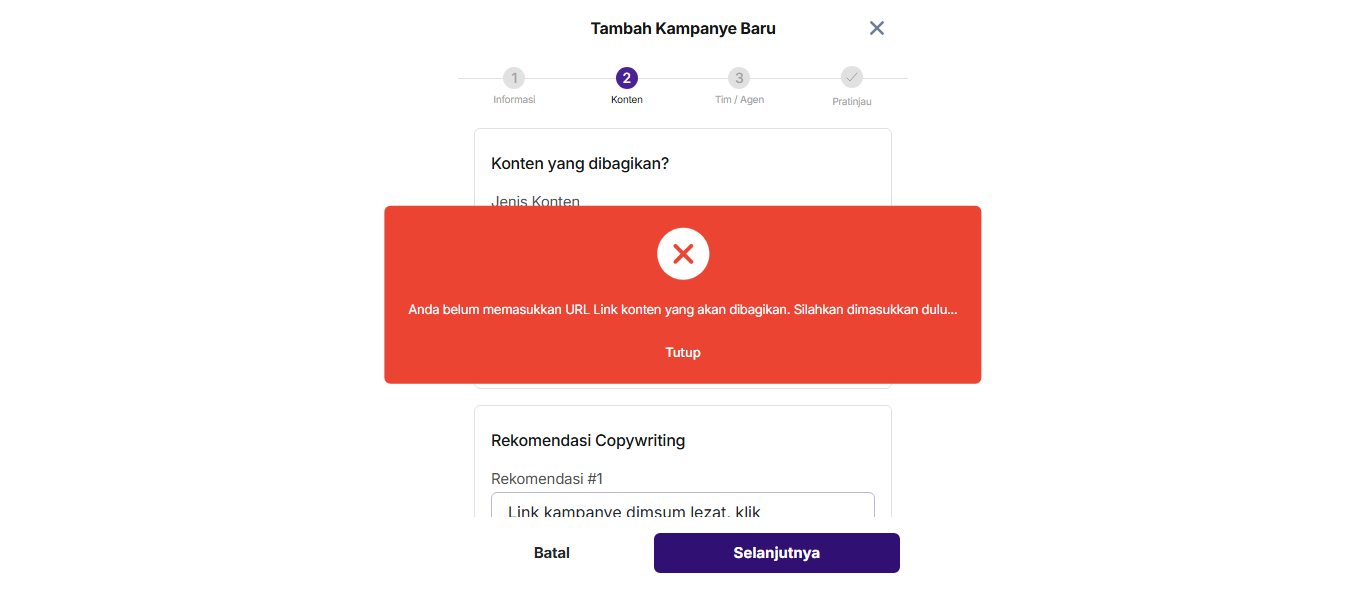 Tambah Kampanye Baru
1
2
3
Informasi
Konten
Tim / Agen
Pratinjau
Konten yang dibagikan?
Jenis Konten
Anda belum memasukkan URL Link konten yang akan dibagikan. Silahkan dimasukkan dulu...
Tutup
Rekomendasi Copywriting
Rekomendasi #1
Link kampanye dimsum lezat, klik
Batal
Selanjutnya